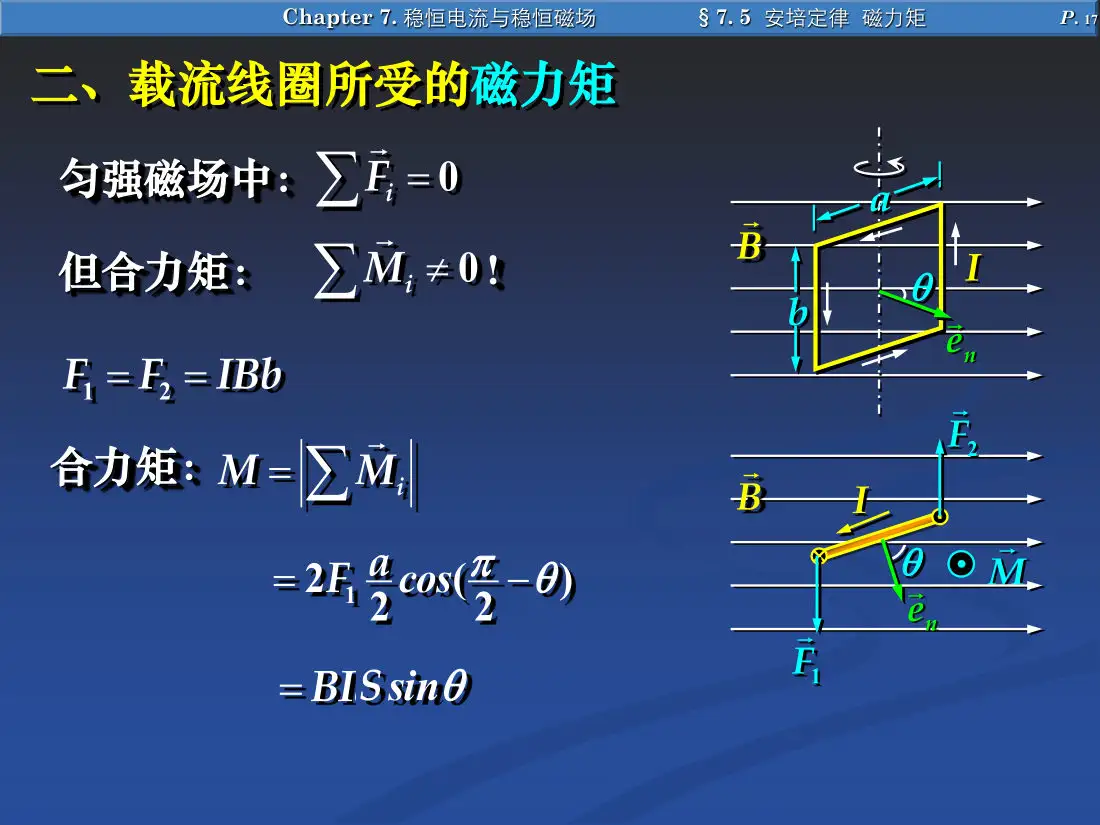 Chapter 7. 稳恒电流与稳恒磁场 §7.5 安培定律 磁力矩 P. 17
二、载流线圈所受的磁力矩
匀强磁场中： ∑F⃗ᵢ = 0
但合力矩： ∑M⃗ᵢ ≠ 0！
F₁ = F₂ = IBb
合力矩：M = |∑M⃗ᵢ|
= 2F₁ a/2 cos(π/2 − θ)
= BISsinθ
a
B⃗
I
θ
b
e⃗ₙ
F⃗₂
B⃗
I
θ
M⃗
e⃗ₙ
F⃗₁